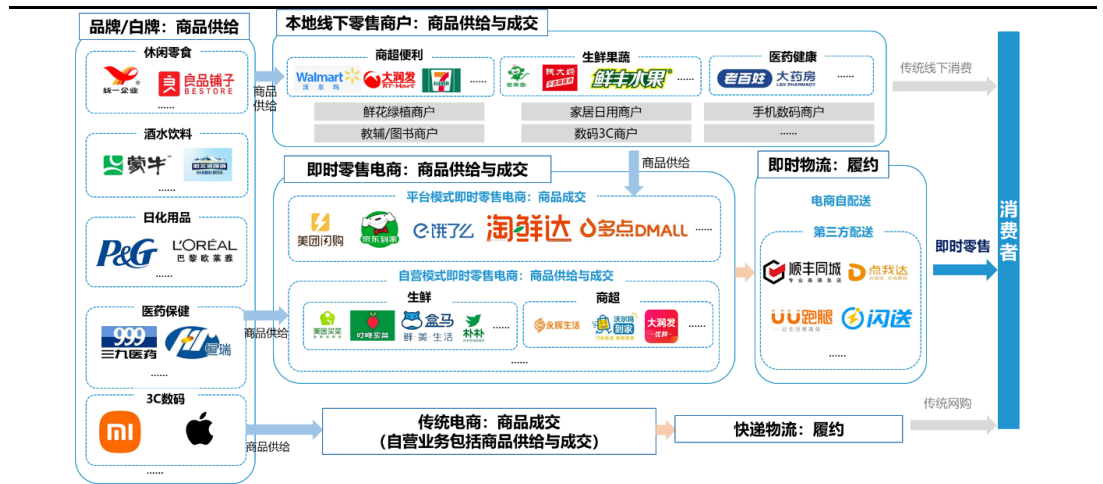 品牌/白牌：商品供给
休闲零食
统一企业
良品铺子
BESTORE
......
酒水饮料
蒙牛
......
日化用品
P&G
L'ORÉAL
巴黎欧莱雅
......
医药保健
999
三九医药
恒瑞
......
3C数码
mi
......
商品
供给
商品供给
商品供给
本地线下零售商户：商品供给与成交
商超便利
Walmart
沃尔玛
大润发
......
生鲜果蔬
钱大妈
鲜丰水果
......
医药健康
老百姓
大药房
LBX PHARMACY
......
鲜花绿植商户
家居日用商户
手机数码商户
教辅/图书商户
数码3C商户
......
商品供给
即时零售电商：商品供给与成交
平台模式即时零售电商：商品成交
美团闪购
京东到家
饿了么
淘鲜达
多点DMALL
......
自营模式即时零售电商：商品供给与成交
生鲜
美团买菜
叮咚买菜
盒马
鲜·美·生活
朴朴
......
商超
永辉生活
沃尔玛
到家
大润发
优鲜
......
......
即时物流：履约
电商自配送
第三方配送
顺丰同城
专业高端急送
点我达
UU跑腿
闪送
......
传统电商：商品成交
（自营业务包括商品供给与成交）
快递物流：履约
传统线下消费
即时零售
传统网购
消费者